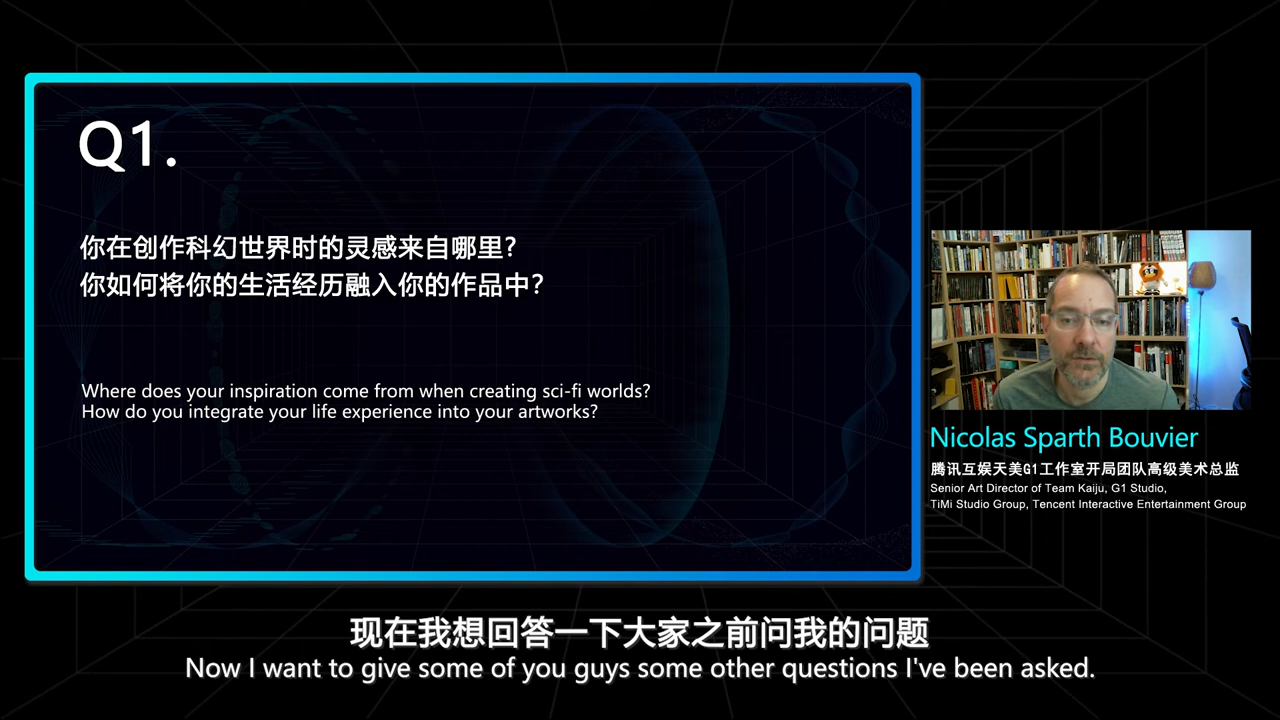 Q1.
你在创作科幻世界时的灵感来自哪里?
你如何将你的生活经历融入你的作品中?
Where does your inspiration come from when creating sci-fi worlds?
How do you integrate your life experience into your artworks?
Nicolas Sparth Bouvier
腾讯互娱天美G1工作室开局团队高级美术总监
Senior Art Director of Team Kaiju, G1 Studio,
TiMi Studio Group, Tencent Interactive Entertainment Group
现在我想回答一下大家之前问我的问题
Now I want to give some of you guys some other questions I've been asked.